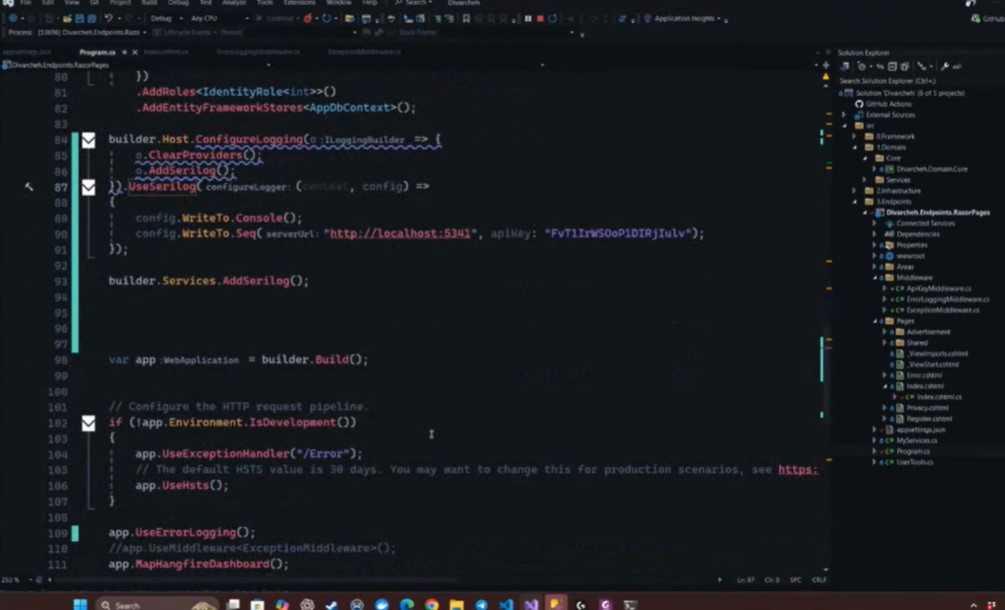 File Edit View Git Project Build Debug Test Analyze Tools Extensions Window Help Search Divarcheh
Debug Any CPU Continue Application Insights GitHub
Process: [53696] Divarcheh.Endpoints.Razo Lifecycle Events Thread: Stack Frame:
appsettings.json Program.cs Index.cshtml.cs ErrorLoggingMiddleware.cs ExceptionMiddleware.cs
Divarcheh.Endpoints.RazorPages
80 })
81 .AddRoles<IdentityRole<int>>()
82 .AddEntityFrameworkStores<AppDbContext>();
83
84 builder.Host.ConfigureLogging(o :ILoggingBuilder => {
85 o.ClearProviders();
86 o.AddSerilog();
87 }).UseSerilog( configureLogger: (context, config) =>
88 {
89 config.WriteTo.Console();
90 config.WriteTo.Seq( serverUrl: "http://localhost:5341", apiKey: "FvT1IrWSOoP1DIRjIulv");
91 });
92
93 builder.Services.AddSerilog();
94
95
96
97
98 var app :WebApplication = builder.Build();
99
100
101 // Configure the HTTP request pipeline.
102 if (!app.Environment.IsDevelopment())
103 {
104 app.UseExceptionHandler("/Error");
105 // The default HSTS value is 30 days. You may want to change this for production scenarios, see https:
106 app.UseHsts();
107 }
108
109 app.UseErrorLogging();
110 //app.UseMiddleware<ExceptionMiddleware>();
111 app.MapHangfireDashboard();
Ln: 87 Ch: 8 SPC CRLF
Solution Explorer
Search Solution Explorer (Ctrl+;)
Solution 'Divarcheh' (6 of 5 projects)
GitHub Actions
External Sources
src
0.Framework
1.Domain
Core
Divarcheh.Domain.Core
Services
2.Infrastructure
3.Endpoints
Divarcheh.Endpoints.RazorPages
Connected Services
Dependencies
Properties
wwwroot
Areas
Middleware
ApiKeyMiddleware.cs
ErrorLoggingMiddleware.cs
ExceptionMiddleware.cs
Pages
Advertisement
Shared
_ViewImports.cshtml
_ViewStart.cshtml
Error.cshtml
Index.cshtml
Index.cshtml.cs
Privacy.cshtml
Register.cshtml
appsettings.json
MyServices.cs
Program.cs
UserTools.cs
Search